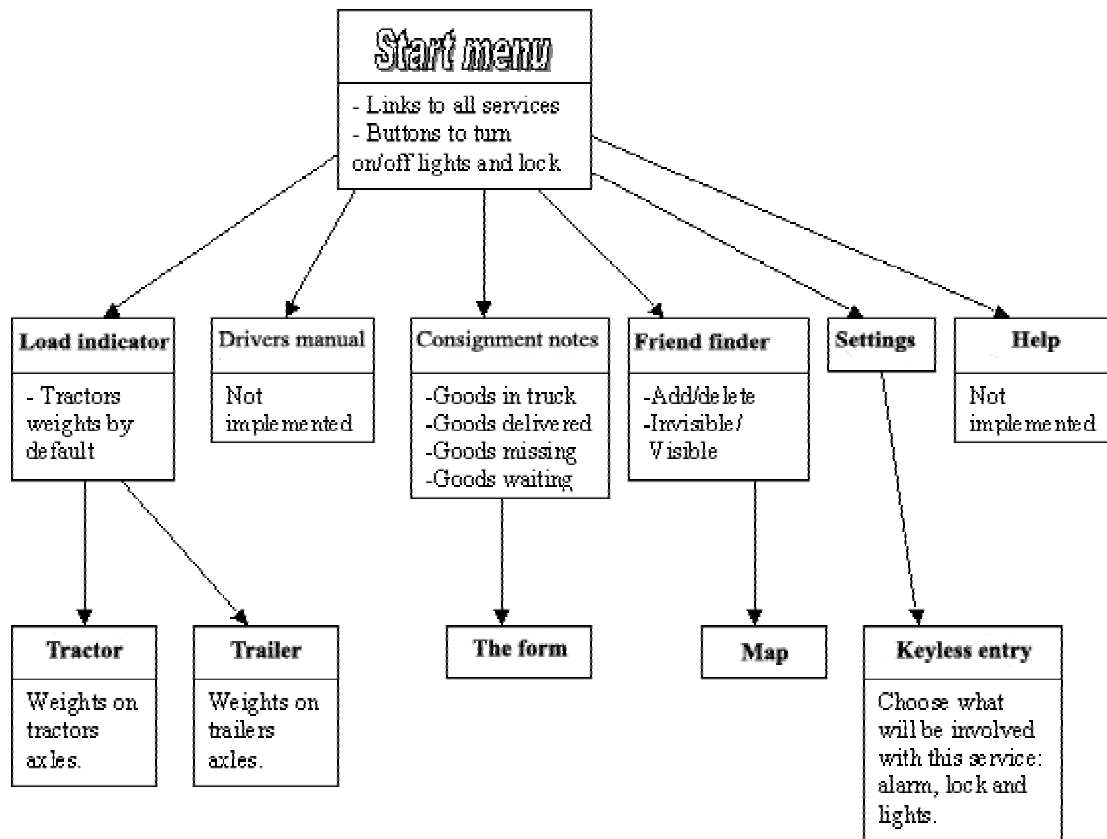 Start menu
- Links to all services
- Buttons to turn
on/off lights and lock
Load indicator
- Tractors
weights by
default
Drivers manual
Not
implemented
Consignment notes
-Goods in truck
-Goods delivered
-Goods missing
-Goods waiting
Friend finder
-Add/delete
-Invisible/
Visible
Settings
Help
Not
implemented
Tractor
Weights on
tractors
axles.
Trailer
Weights on
trailers
axles.
The form
Map
Keyless entry
Choose what
will be involved
with this service:
alarm, lock and
lights.